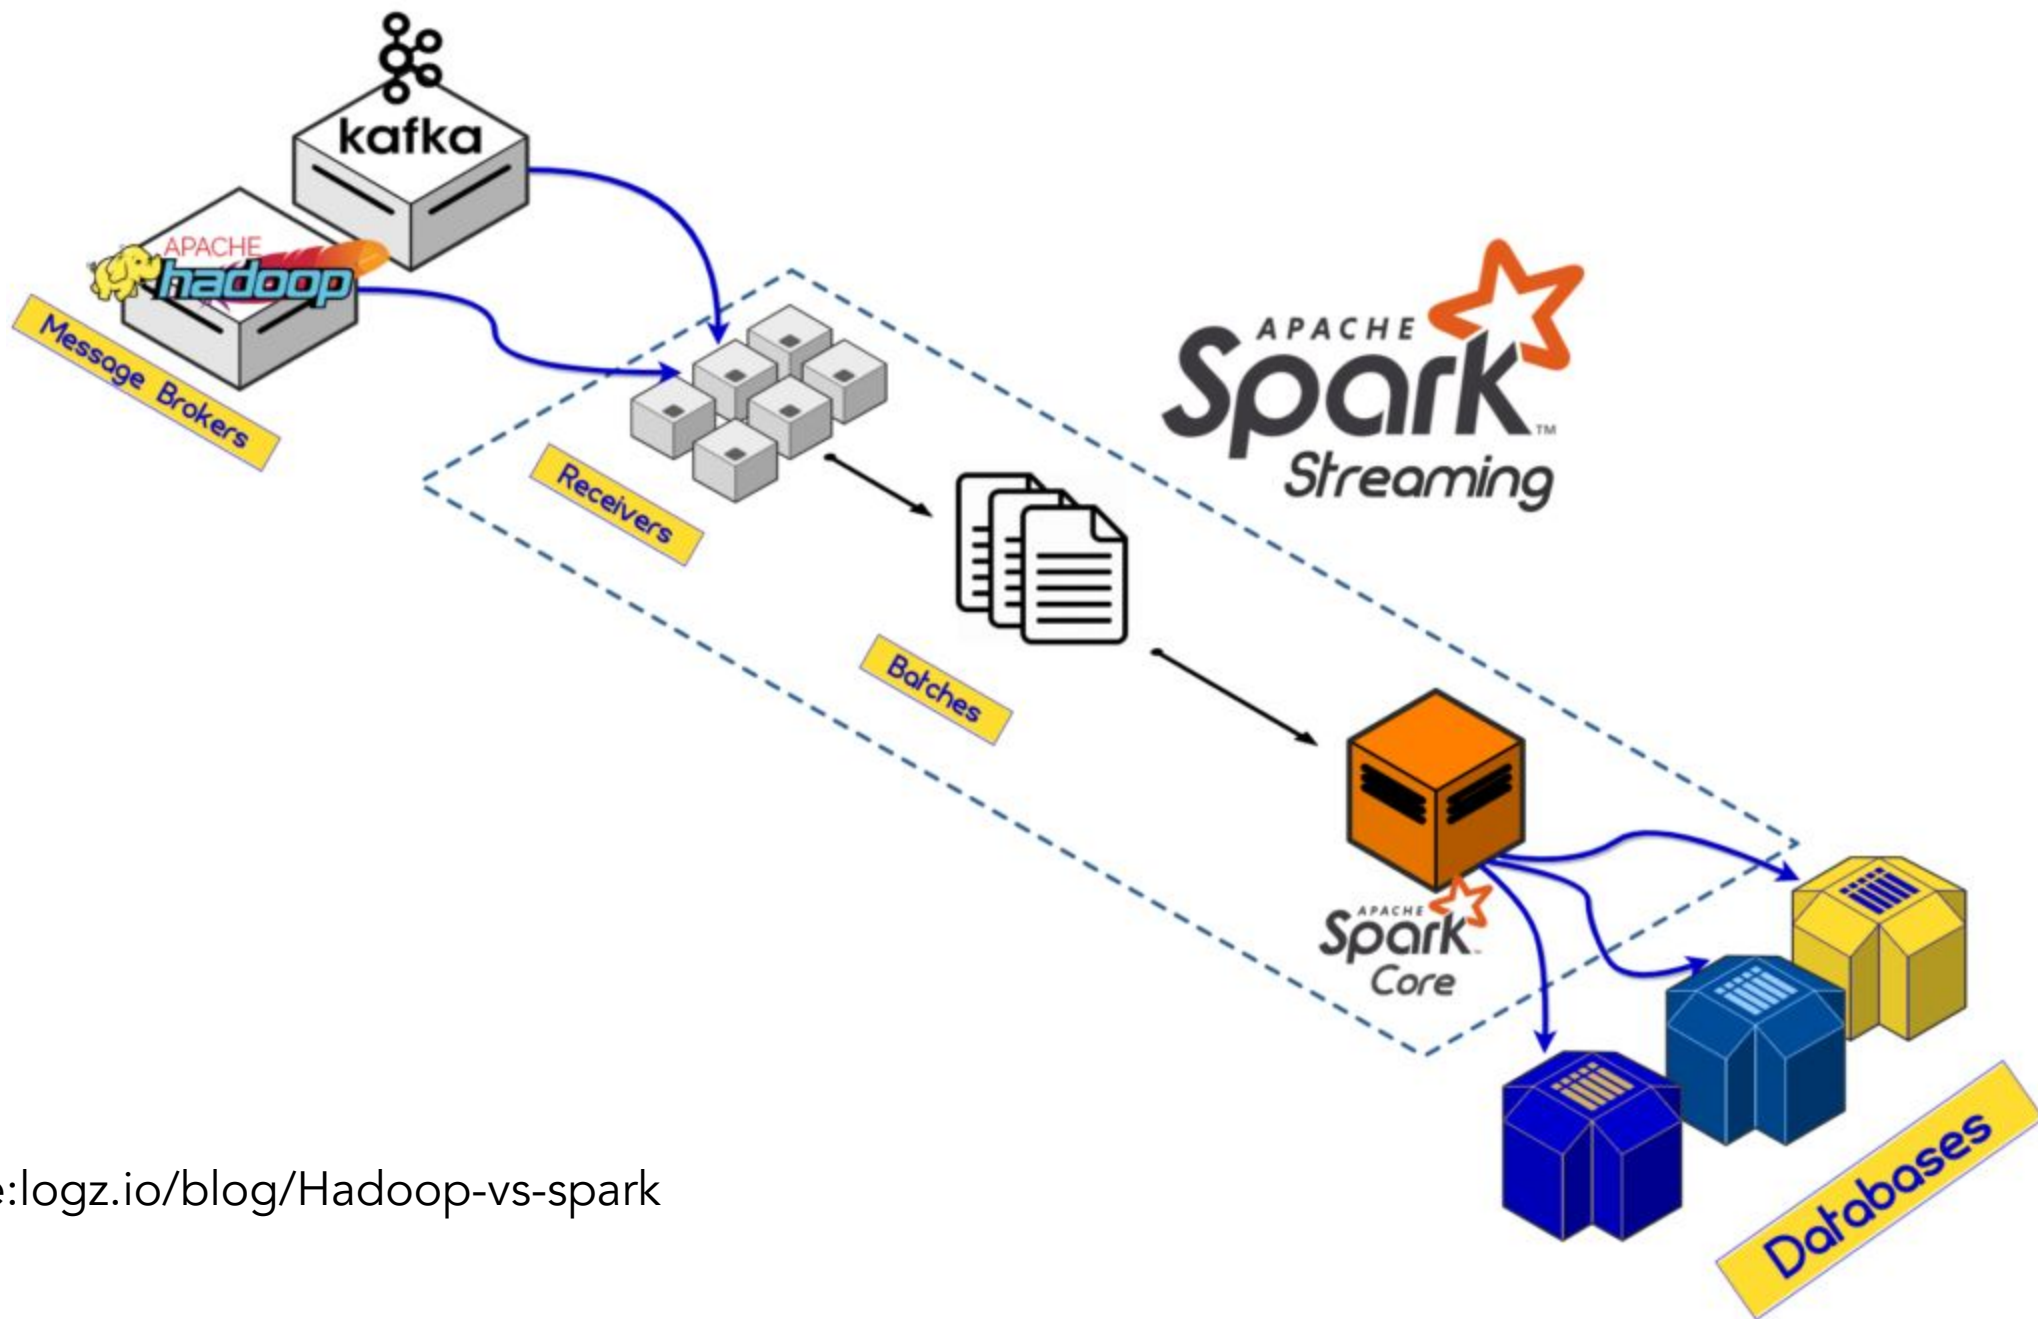 kafka
APACHE
hadoop
Message Brokers
Receivers
Batches
APACHE
Spark™
Streaming
APACHE
Spark
Core
Databases
e:logz.io/blog/Hadoop-vs-spark